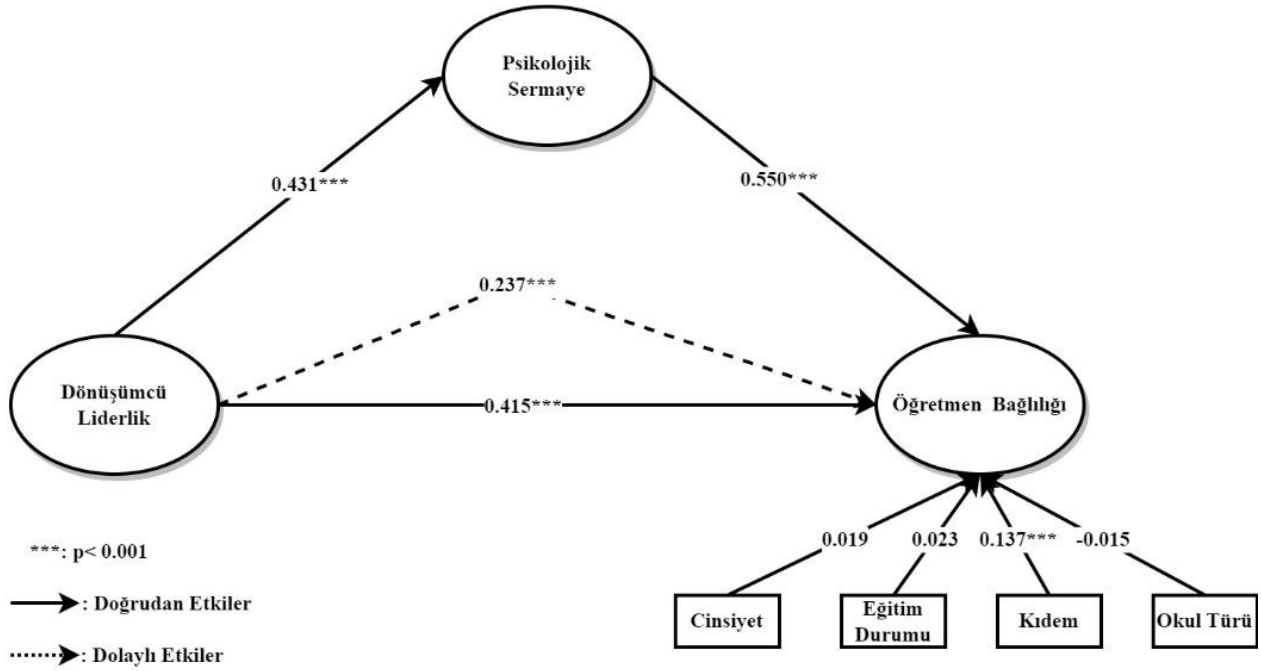 Psikolojik
Sermaye
0.431***
0.550***
0.237***
Dönüşümcü
Liderlik
0.415***
Öğretmen Bağlılığı
0.019
0.023
0.137***
-0.015
***: p< 0.001
: Doğrudan Etkiler
: Dolaylı Etkiler
Cinsiyet
Eğitim
Durumu
Kıdem
Okul Türü